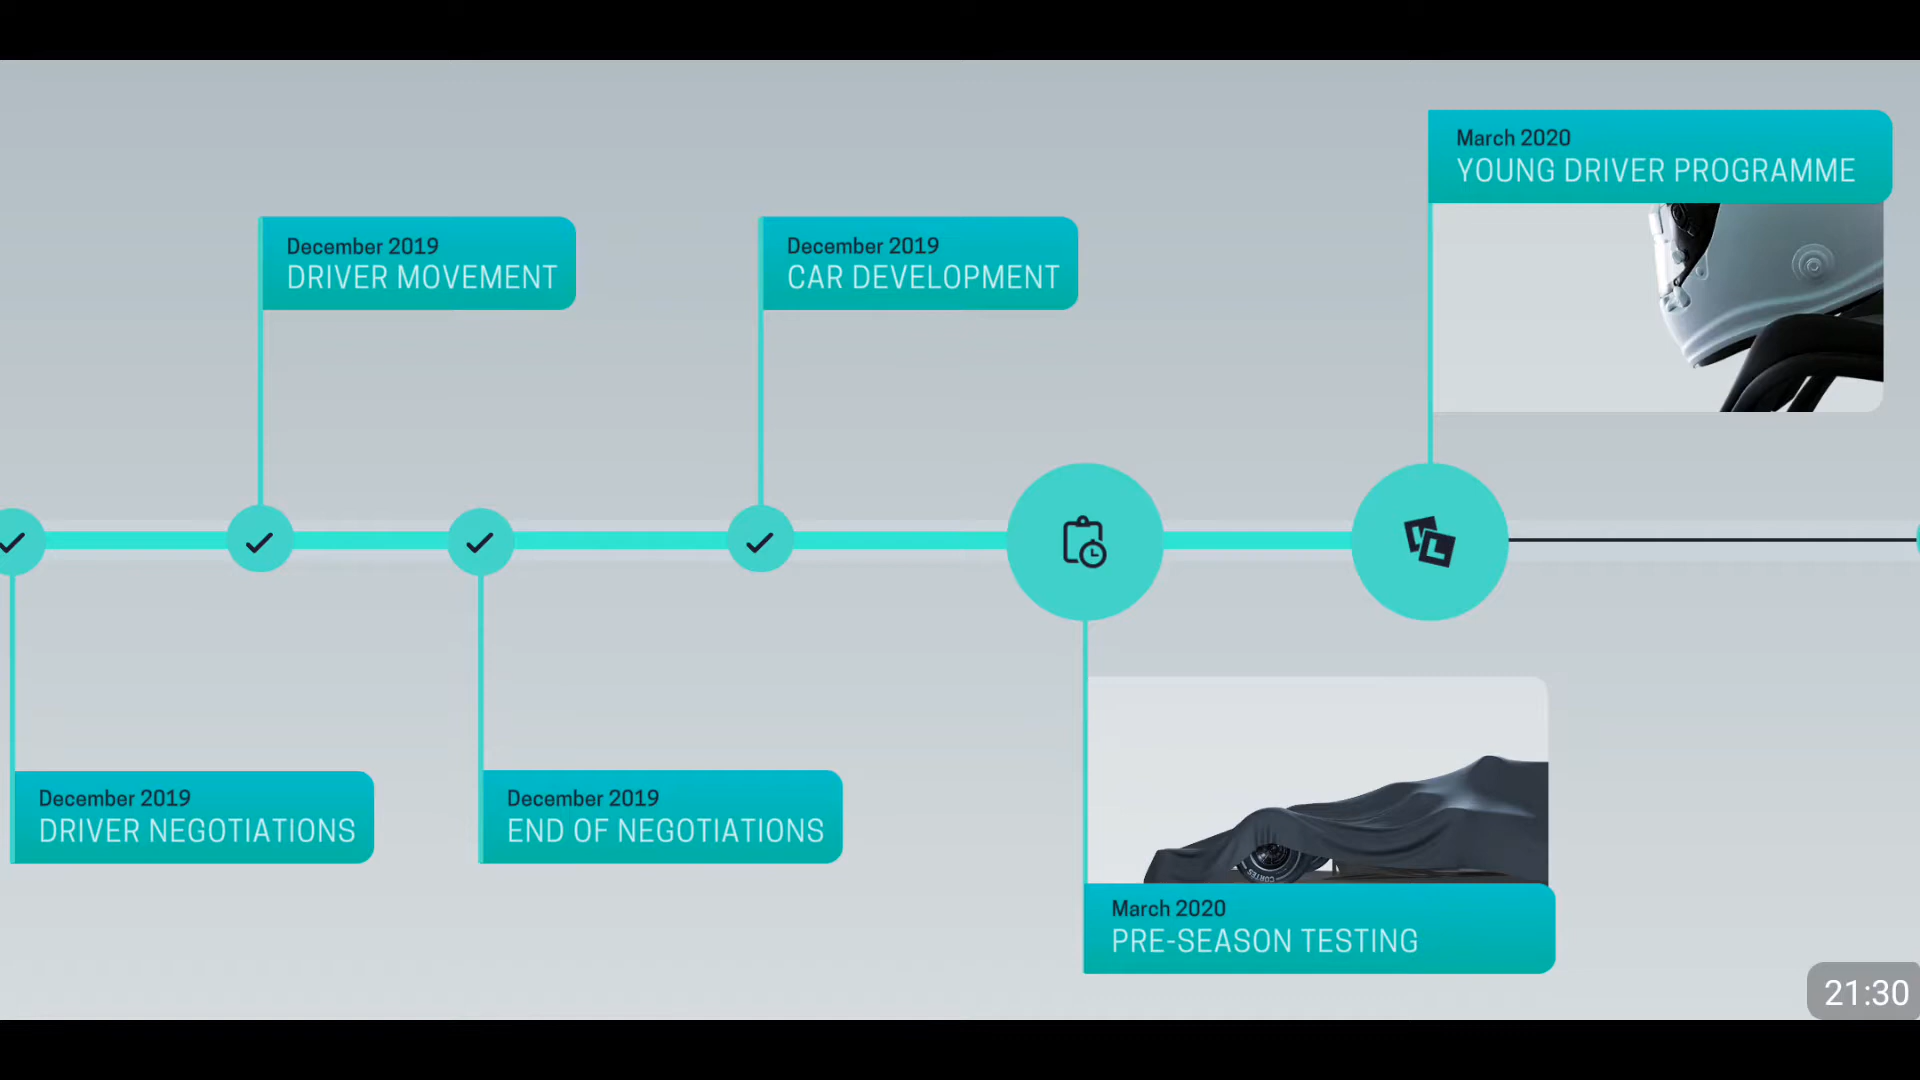 March 2020
YOUNG DRIVER PROGRAMME
December 2019
DRIVER MOVEMENT
December 2019
CAR DEVELOPMENT
L
December 2019
DRIVER NEGOTIATIONS
December 2019
END OF NEGOTIATIONS
CORTES
March 2020
PRE-SEASON TESTING
21:30